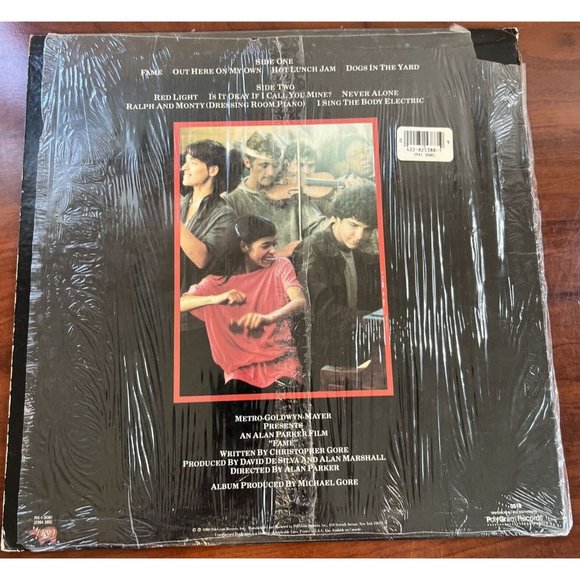 SIDE ONE
FAME OUT HERE ON MY OWN HOT LUNCH JAM DOGS IN THE YARD
SIDE TWO
RED LIGHT IS IT OKAY IF I CALL YOU MINE? NEVER ALONE
RALPH AND MONTY (DRESSING ROOM PIANO) I SING THE BODY ELECTRIC
METRO-GOLDWYN-MAYER
PRESENTS
AN ALAN PARKER FILM
"FAME"
WRITTEN BY CHRISTOPHER GORE
PRODUCED BY DAVID DE SILVA AND ALAN MARSHALL
DIRECTED BY ALAN PARKER
ALBUM PRODUCED BY MICHAEL GORE
RX-1-3080
PolyGram Records